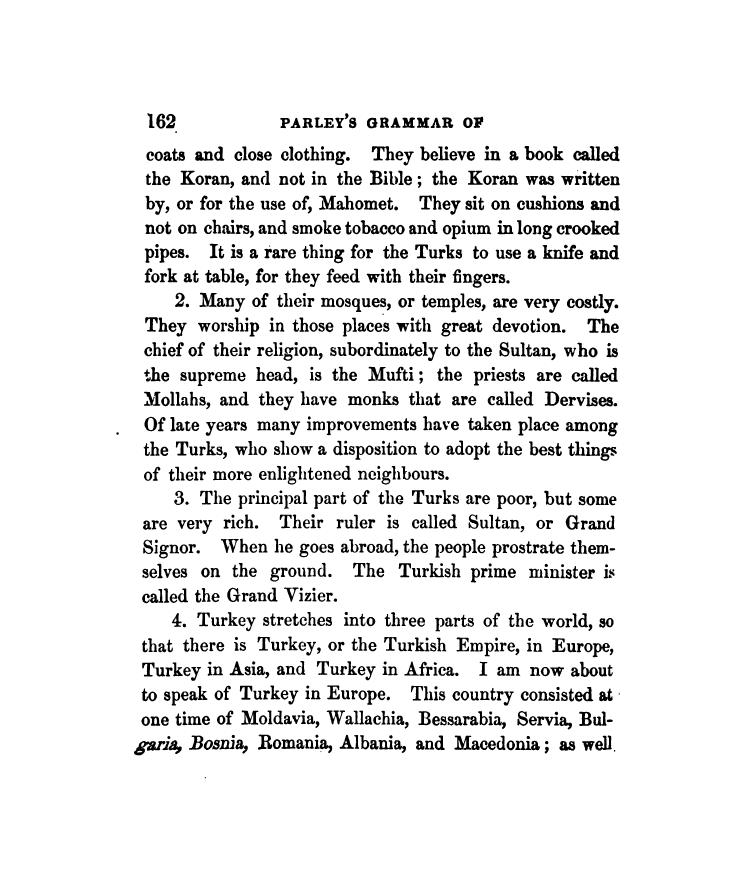 162 PARLEY'S GRAMMAR OF
coats and close clothing. They believe in a book called
the Koran, and not in the Bible; the Koran was written
by, or for the use of, Mahomet. They sit on cushions and
not on chairs, and smoke tobacco and opium in long crooked
pipes. It is a rare thing for the Turks to use a knife and
fork at table, for they feed with their fingers.
2. Many of their mosques, or temples, are very costly.
They worship in those places with great devotion. The
chief of their religion, subordinately to the Sultan, who is
the supreme head, is the Mufti; the priests are called
Mollahs, and they have monks that are called Dervises.
Of late years many improvements have taken place among
the Turks, who show a disposition to adopt the best things
of their more enlightened neighbours.
3. The principal part of the Turks are poor, but some
are very rich. Their ruler is called Sultan, or Grand
Signor. When he goes abroad, the people prostrate them-
selves on the ground. The Turkish prime minister is
called the Grand Vizier.
4. Turkey stretches into three parts of the world, so
that there is Turkey, or the Turkish Empire, in Europe,
Turkey in Asia, and Turkey in Africa. I am now about
to speak of Turkey in Europe. This country consisted at
one time of Moldavia, Wallachia, Bessarabia, Servia, Bul-
garia, Bosnia, Romania, Albania, and Macedonia; as well